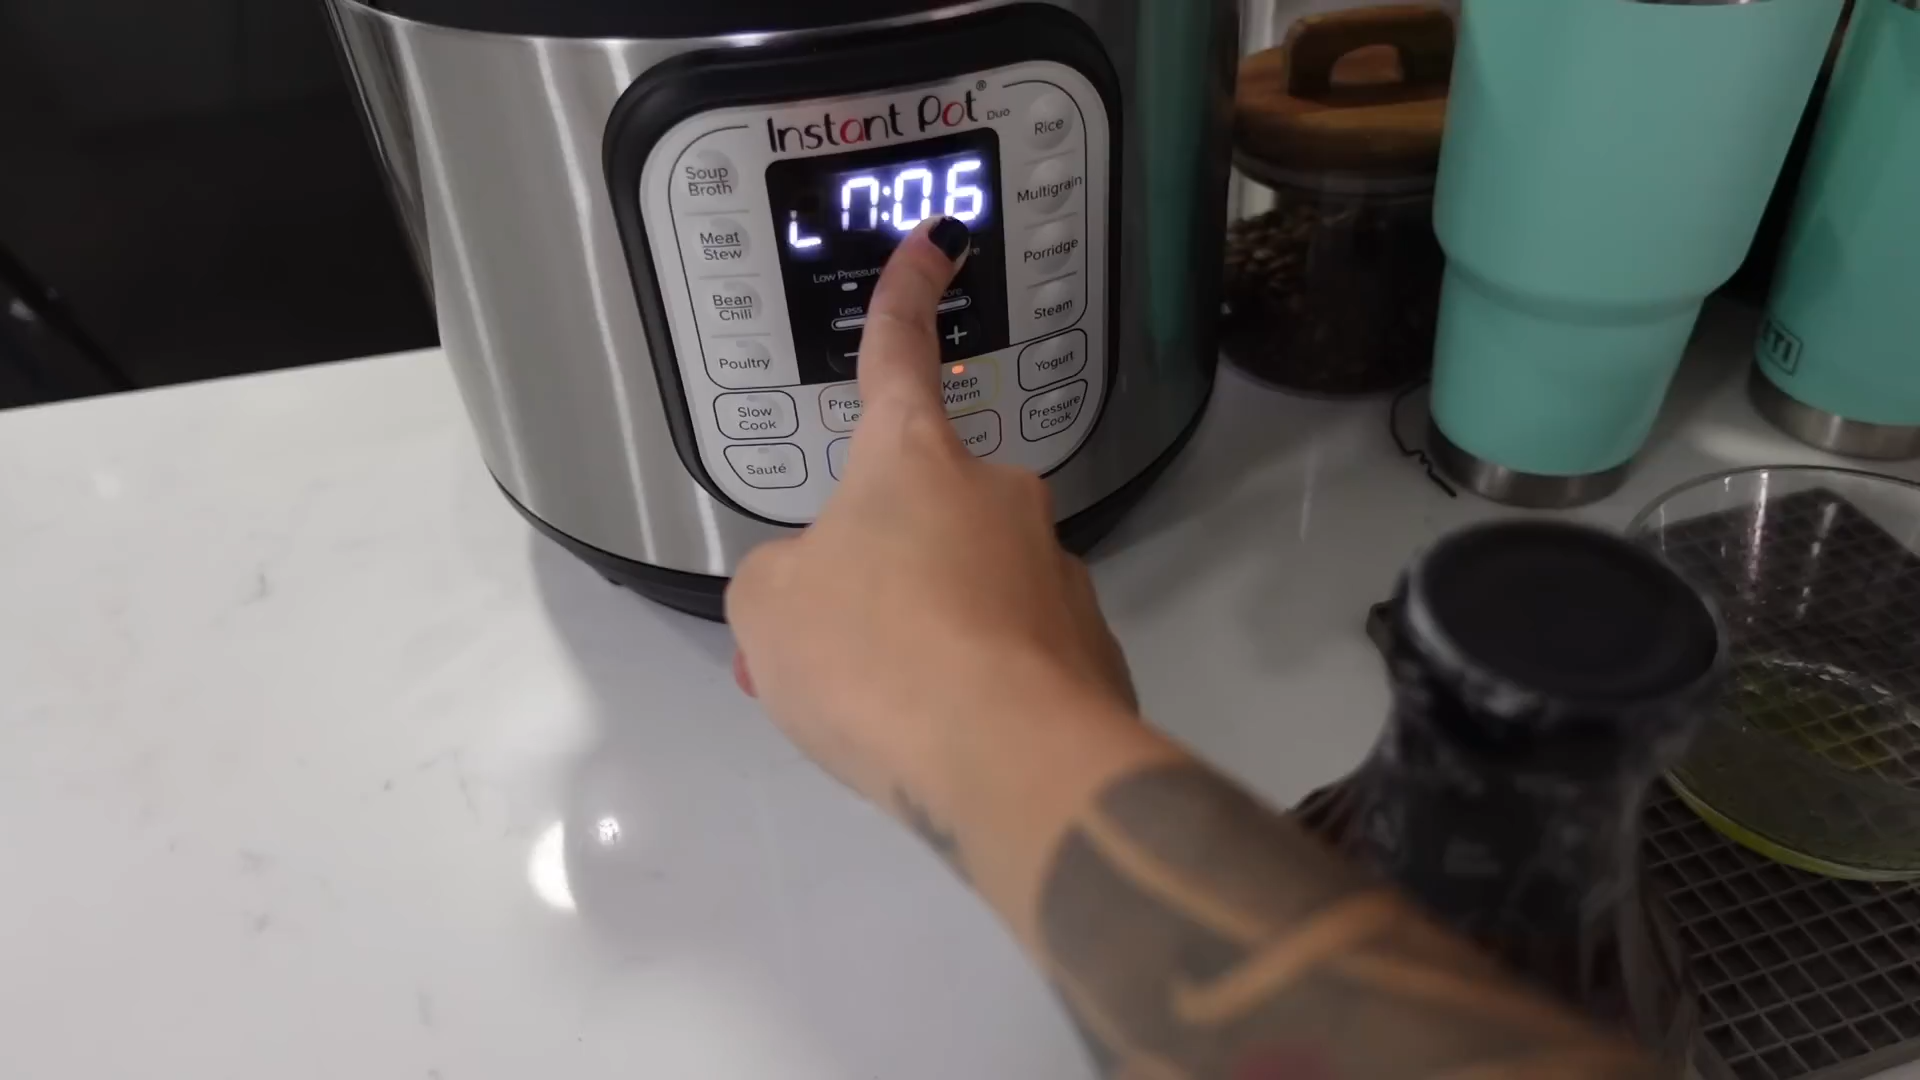 Instant Pot® Duo
L 0:06
Soup
Broth
Meat
Stew
Bean
Chili
Poultry
Slow
Cook
Sauté
Low Pressure
Less
Keep
Warm
Rice
Multigrain
Porridge
Steam
Yogurt
Pressure
Cook
- +